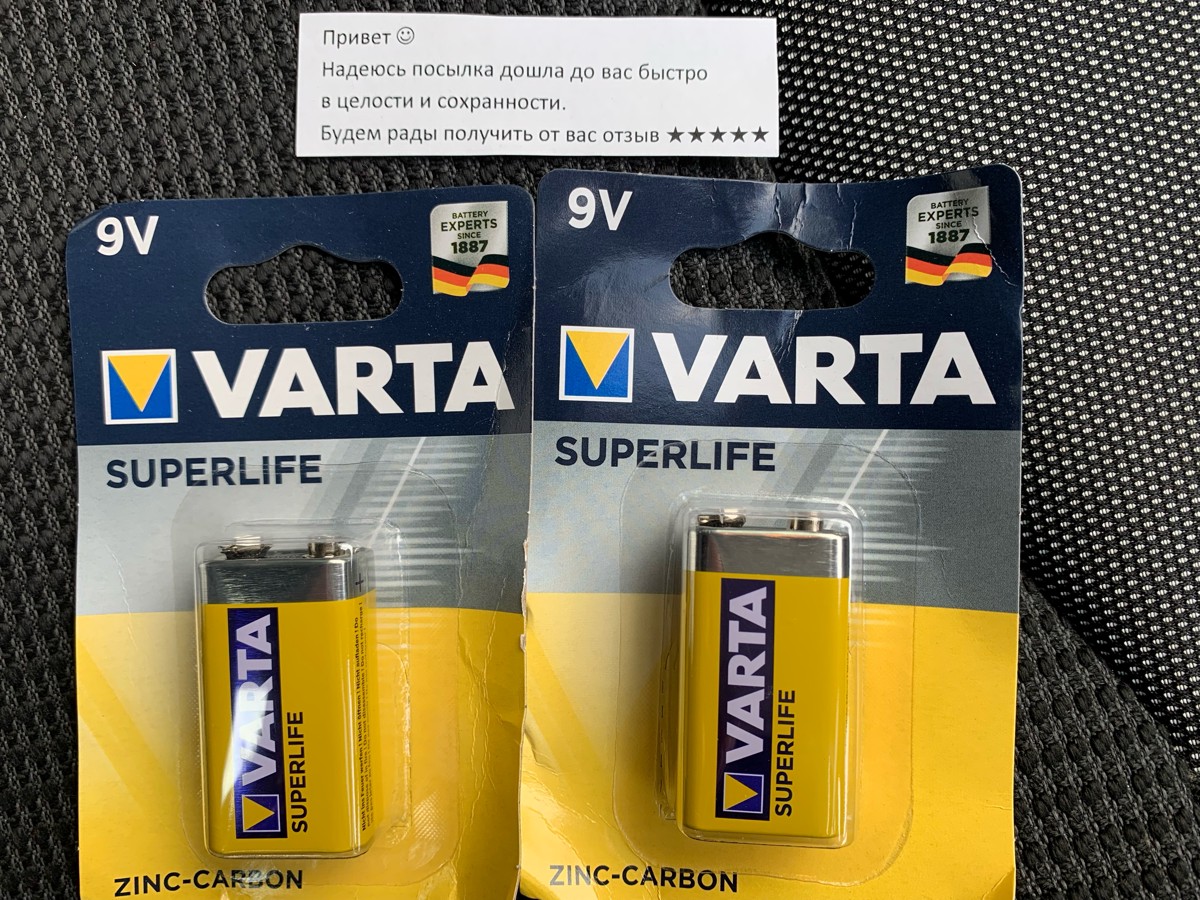 Привет ☺
Надеюсь посылка дошла до вас быстро
в целости и сохранности.
Будем рады получить от вас отзыв ★★★★★
9V
BATTERY
EXPERTS
SINCE
1887
VARTA
SUPERLIFE
VARTA
SUPERLIFE
ZINC-CARBON
9V
BATTERY
EXPERTS
SINCE
1887
VARTA
SUPERLIFE
VARTA
SUPERLIFE
ZINC-CARBON